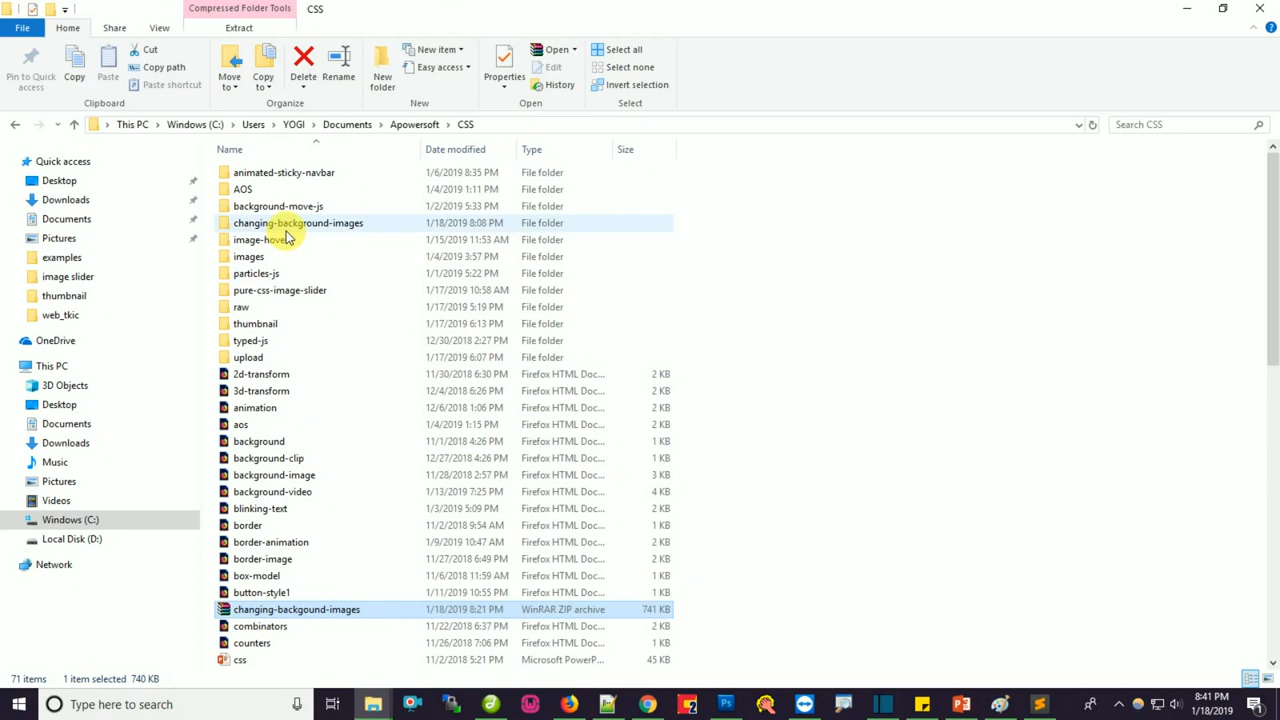 Compressed Folder Tools CSS
File Home Share View Extract
Pin to Quick access
Copy
Paste
Cut
Copy path
Paste shortcut
Clipboard
Move to
Copy to
Delete
Rename
Organize
New folder
New item
Easy access
New
Properties
Open
Edit
History
Open
Select all
Select none
Invert selection
Select
This PC Windows (C:) Users YOGI Documents Apowersoft CSS
Search CSS
Quick access
Desktop
Downloads
Documents
Pictures
examples
image slider
thumbnail
web_tkic
OneDrive
This PC
3D Objects
Desktop
Documents
Downloads
Music
Pictures
Videos
Windows (C:)
Local Disk (D:)
Network
Name Date modified Type Size
animated-sticky-navbar 1/6/2019 8:35 PM File folder
AOS 1/4/2019 1:11 PM File folder
background-move-js 1/2/2019 5:33 PM File folder
changing-background-images 1/18/2019 8:08 PM File folder
image-hover 1/15/2019 11:53 AM File folder
images 1/4/2019 3:57 PM File folder
particles-js 1/1/2019 5:22 PM File folder
pure-css-image-slider 1/17/2019 10:58 AM File folder
raw 1/17/2019 5:19 PM File folder
thumbnail 1/17/2019 6:13 PM File folder
typed-js 12/30/2018 2:27 PM File folder
upload 1/17/2019 6:07 PM File folder
2d-transform 11/30/2018 6:30 PM Firefox HTML Doc... 2 KB
3d-transform 12/4/2018 6:26 PM Firefox HTML Doc... 2 KB
animation 12/6/2018 1:06 PM Firefox HTML Doc... 2 KB
aos 1/4/2019 1:15 PM Firefox HTML Doc... 2 KB
background 11/1/2018 4:26 PM Firefox HTML Doc... 1 KB
background-clip 12/27/2018 4:26 PM Firefox HTML Doc... 1 KB
background-image 11/28/2018 2:57 PM Firefox HTML Doc... 3 KB
background-video 1/13/2019 7:25 PM Firefox HTML Doc... 4 KB
blinking-text 1/3/2019 5:09 PM Firefox HTML Doc... 1 KB
border 11/2/2018 9:54 AM Firefox HTML Doc... 1 KB
border-animation 1/9/2019 10:47 AM Firefox HTML Doc... 1 KB
border-image 11/27/2018 6:49 PM Firefox HTML Doc... 1 KB
box-model 11/6/2018 11:59 AM Firefox HTML Doc... 1 KB
button-style1 1/11/2019 10:55 PM Firefox HTML Doc... 1 KB
changing-backgound-images 1/18/2019 8:21 PM WinRAR ZIP archive 741 KB
combinators 11/22/2018 6:37 PM Firefox HTML Doc... 2 KB
counters 11/26/2018 7:06 PM Firefox HTML Doc... 1 KB
css 11/2/2018 5:21 PM Microsoft PowerP... 45 KB
71 items 1 item selected 740 KB
Type here to search
8:41 PM
1/18/2019